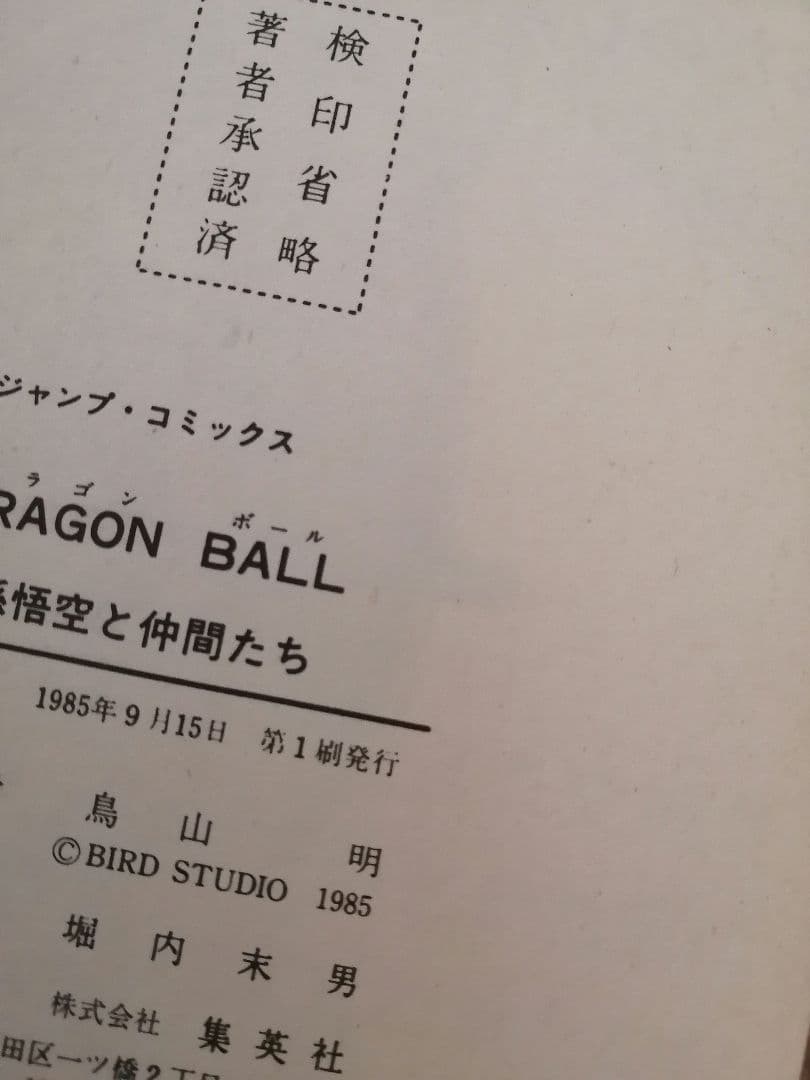 検印省略
著者承認済
ジャンプ・コミックス
ラゴン ボール
RAGON BALL
孫悟空と仲間たち
1985年9月15日 第1刷発行
鳥山 明
©BIRD STUDIO 1985
堀内末男
株式会社 集英社
田区一ツ橋2丁目